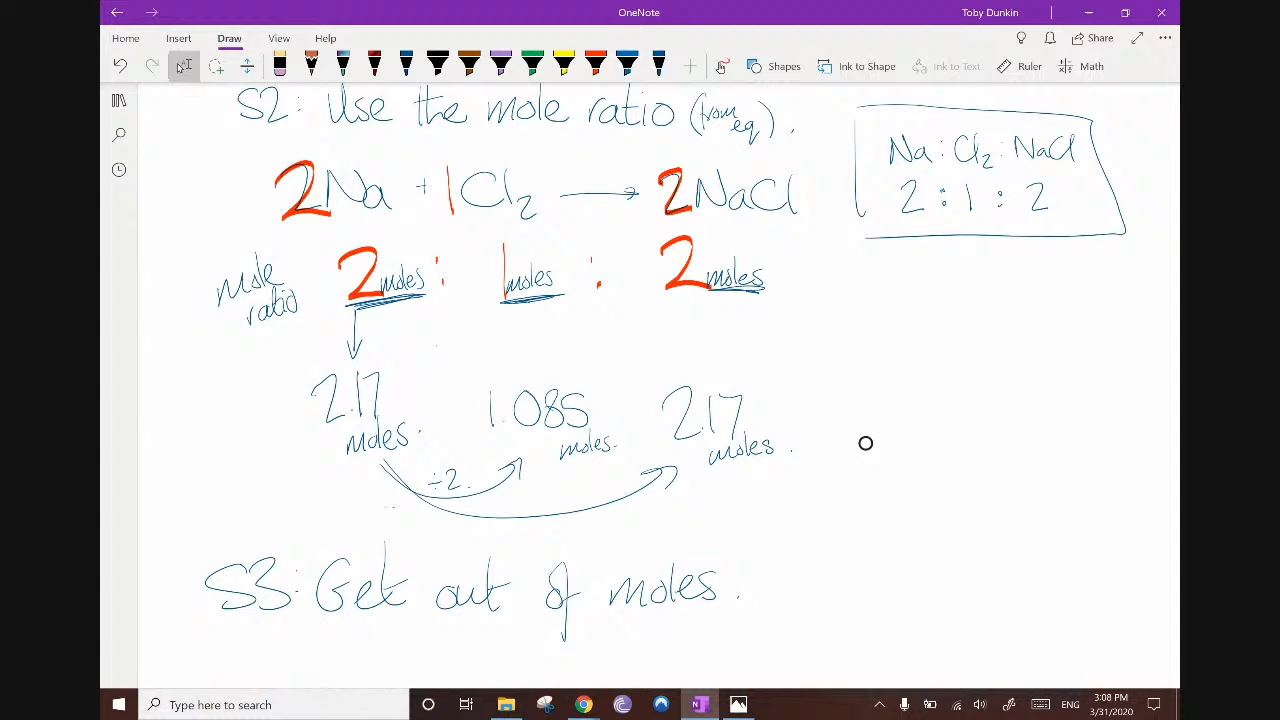 OneNote
Toby Dunkin
Home Insert Draw View Help
Share
Shapes Ink to Shape Ink to Text Ruler Math
S2: Use the mole ratio (from eq).
Na : Cl2 : NaCl
2 : 1 : 2
2Na + 1Cl2 → 2NaCl
mole ratio 2 moles : 1 moles : 2 moles
2.17 moles. 1.085 moles. 2.17 moles.
÷2.
S3: Get out of moles.
Type here to search
ENG
3:08 PM
3/31/2020